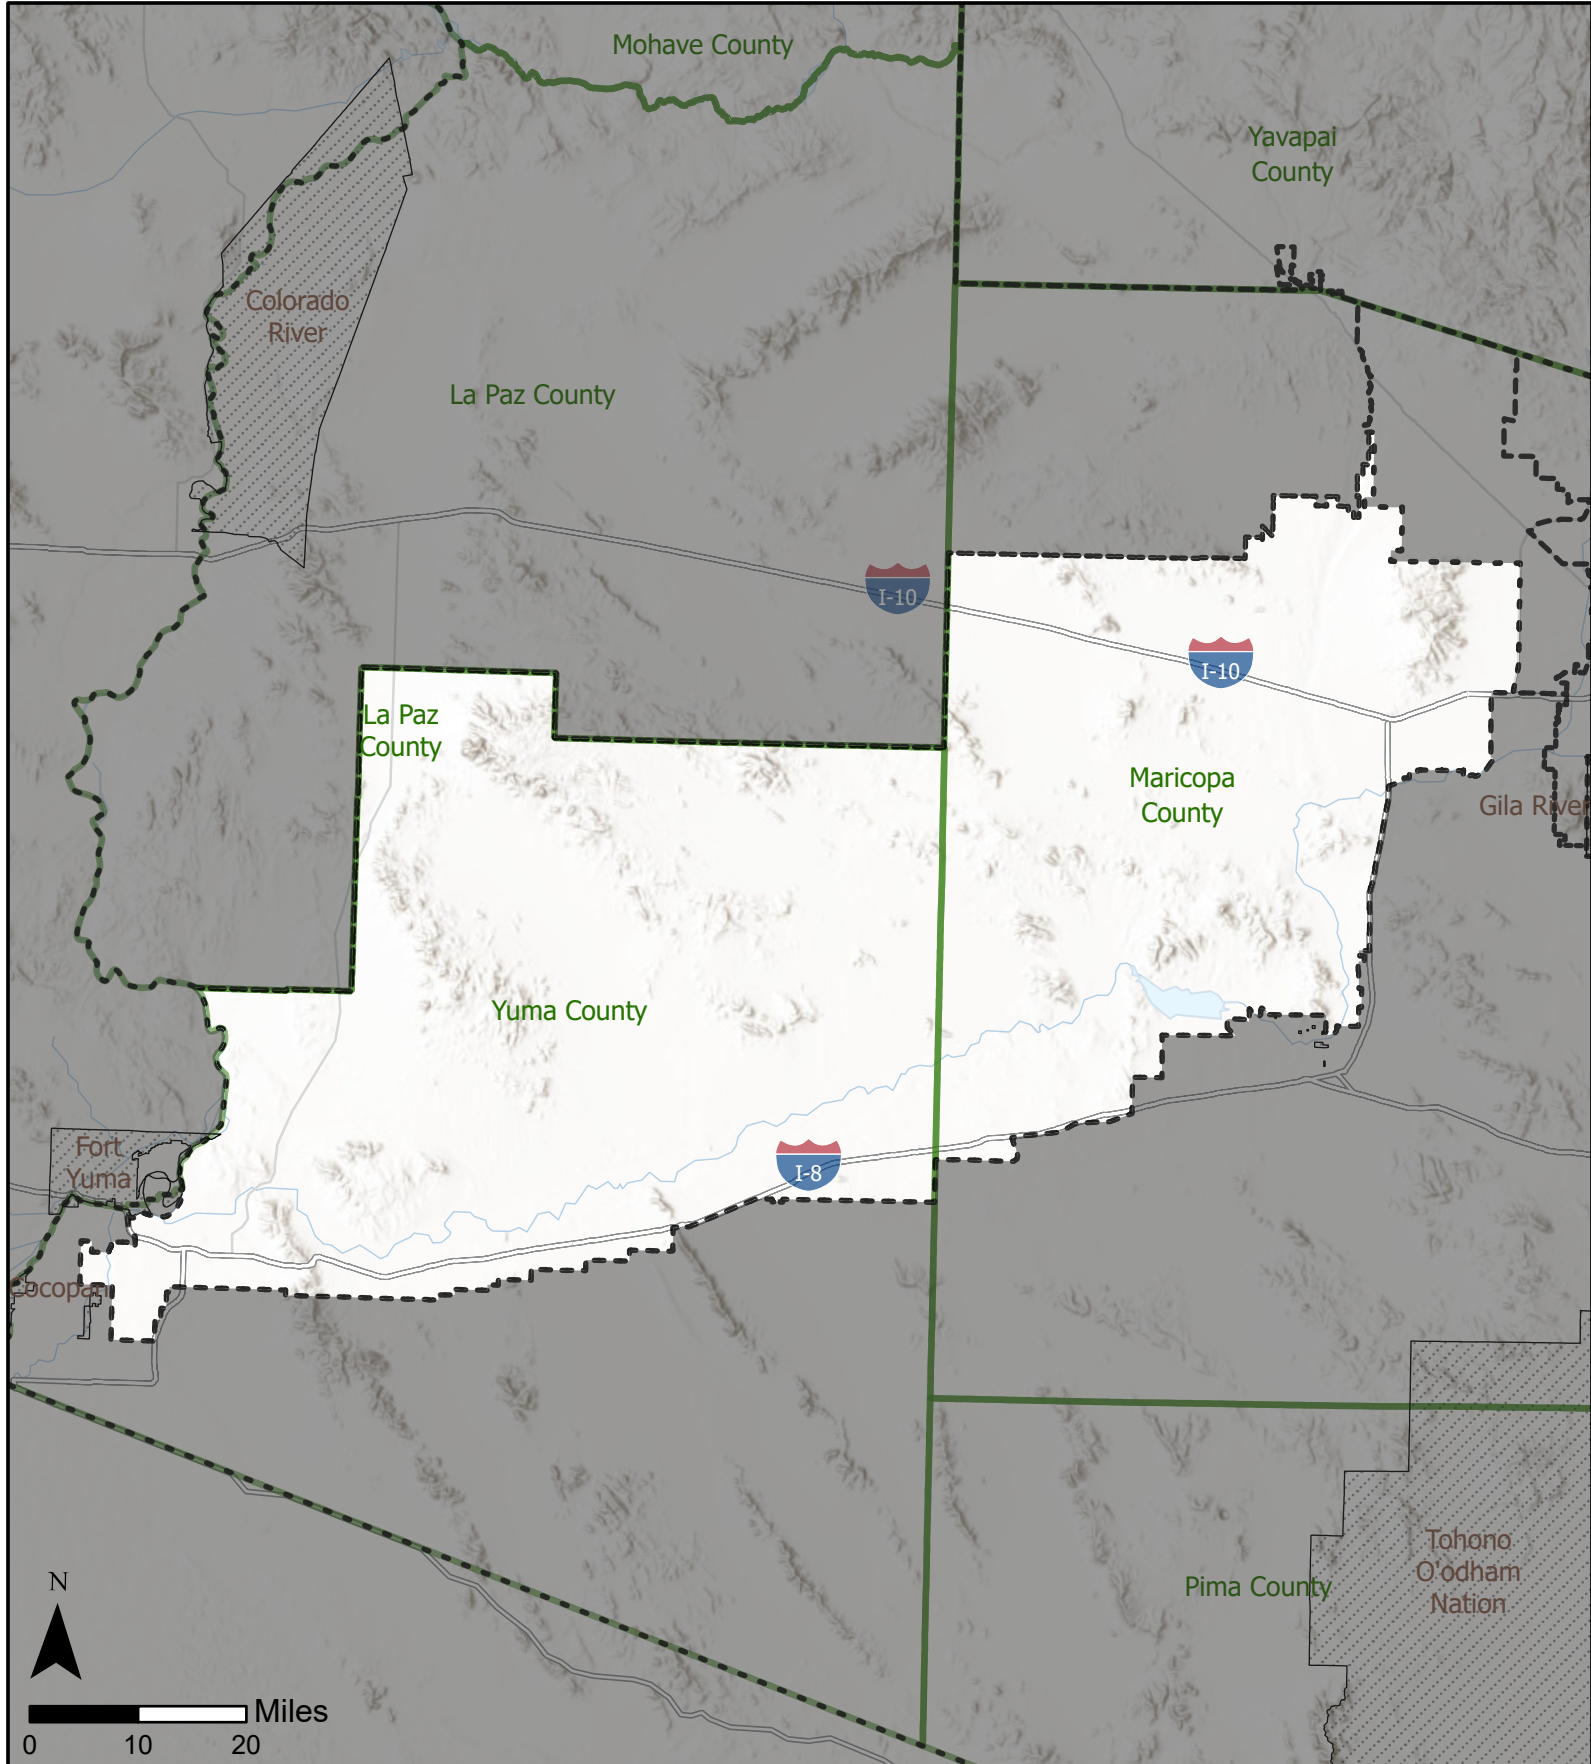 Mohave County
Yavapai
County
Colorado
River
La Paz County
I-10
I-10
La Paz
County
Maricopa
County
Gila River
Yuma County
Fort
Yuma
I-8
Cocopah
Tohono
O'odham
Nation
Pima County
N
Miles
0 10 20